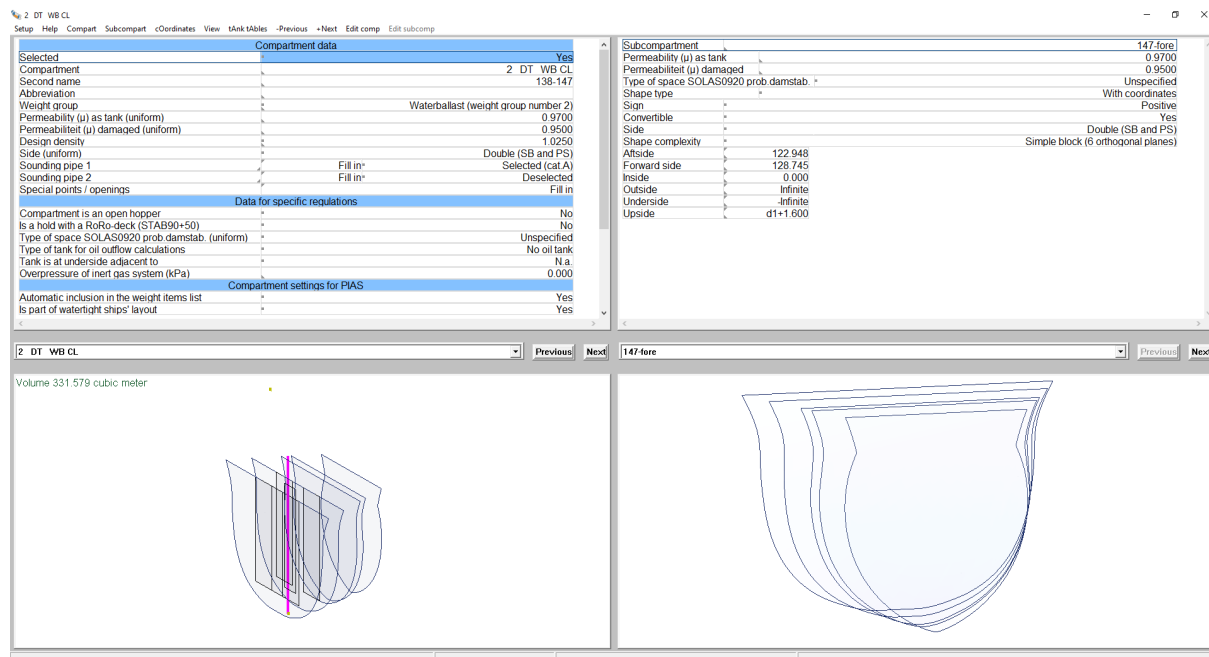 2 DT WB CL
Setup Help Compart Subcompart cOordinates View tAnk tAbles -Previous +Next Edit comp Edit subcomp
Compartment data
Selected Yes
Compartment 2 DT WB CL
Second name 138-147
Abbreviation
Weight group Waterballast (weight group number 2)
Permeability (μ) as tank (uniform) 0.9700
Permeabiliteit (μ) damaged (uniform) 0.9500
Design density 1.0250
Side (uniform) Double (SB and PS)
Sounding pipe 1 Fill in Selected (cat.A)
Sounding pipe 2 Fill in Deselected
Special points / openings Fill in
Data for specific regulations
Compartment is an open hopper No
Is a hold with a RoRo-deck (STAB90+50) No
Type of space SOLAS0920 prob.damstab. (uniform) Unspecified
Type of tank for oil outflow calculations No oil tank
Tank is at underside adjacent to N.a.
Overpressure of inert gas system (kPa) 0.000
Compartment settings for PIAS
Automatic inclusion in the weight items list Yes
Is part of watertight ships' layout Yes
Subcompartment 147-fore
Permeability (μ) as tank 0.9700
Permeabiliteit (μ) damaged 0.9500
Type of space SOLAS0920 prob.damstab. Unspecified
Shape type With coordinates
Sign Positive
Convertible Yes
Side Double (SB and PS)
Shape complexity Simple block (6 orthogonal planes)
Aftside 122.948
Forward side 128.745
Inside 0.000
Outside Infinite
Underside -Infinite
Upside d1+1.600
2 DT WB CL Previous Next
147-fore Previous Next
Volume 331.579 cubic meter